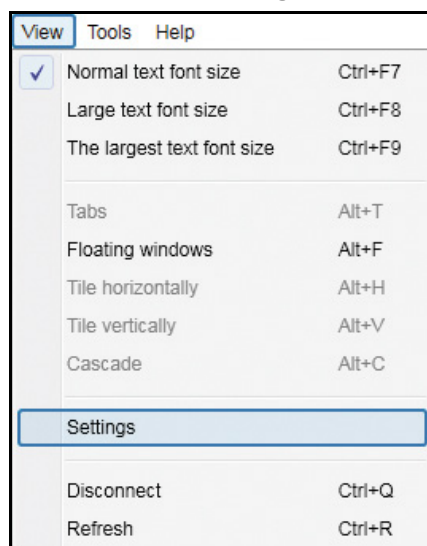 View Tools Help
Normal text font size Ctrl+F7
Large text font size Ctrl+F8
The largest text font size Ctrl+F9
Tabs Alt+T
Floating windows Alt+F
Tile horizontally Alt+H
Tile vertically Alt+V
Cascade Alt+C
Settings
Disconnect Ctrl+Q
Refresh Ctrl+R